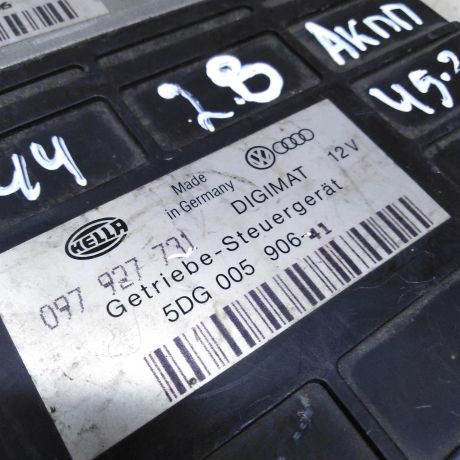 44
2.8
АКПП
45.2
HELLA
Made
in Germany
DIGIMAT
12V
097 927 731
Getriebe-Steuergerät
5DG 005 906-41